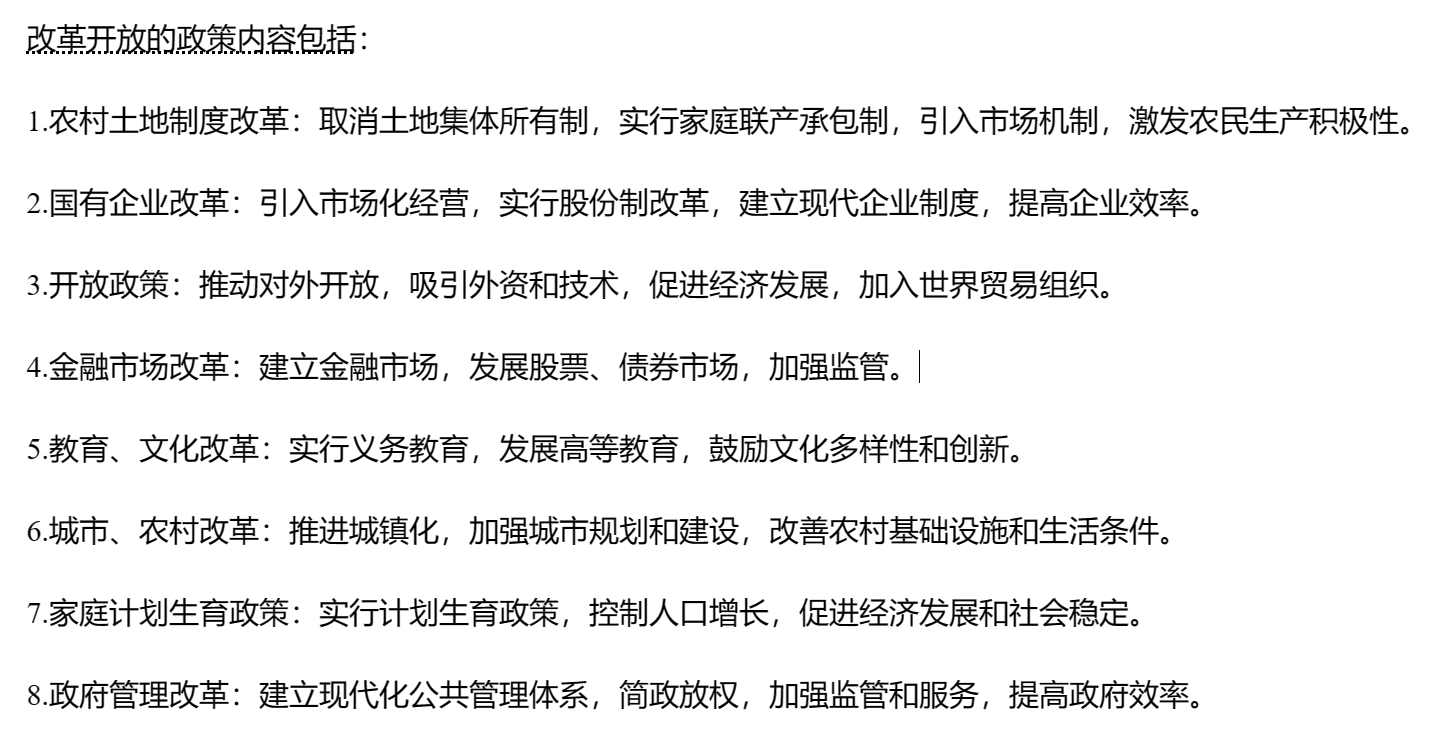 改革开放的政策内容包括：
1.农村土地制度改革：取消土地集体所有制，实行家庭联产承包制，引入市场机制，激发农民生产积极性。
2.国有企业改革：引入市场化经营，实行股份制改革，建立现代企业制度，提高企业效率。
3.开放政策：推动对外开放，吸引外资和技术，促进经济发展，加入世界贸易组织。
4.金融市场改革：建立金融市场，发展股票、债券市场，加强监管。
5.教育、文化改革：实行义务教育，发展高等教育，鼓励文化多样性和创新。
6.城市、农村改革：推进城镇化，加强城市规划和建设，改善农村基础设施和生活条件。
7.家庭计划生育政策：实行计划生育政策，控制人口增长，促进经济发展和社会稳定。
8.政府管理改革：建立现代化公共管理体系，简政放权，加强监管和服务，提高政府效率。